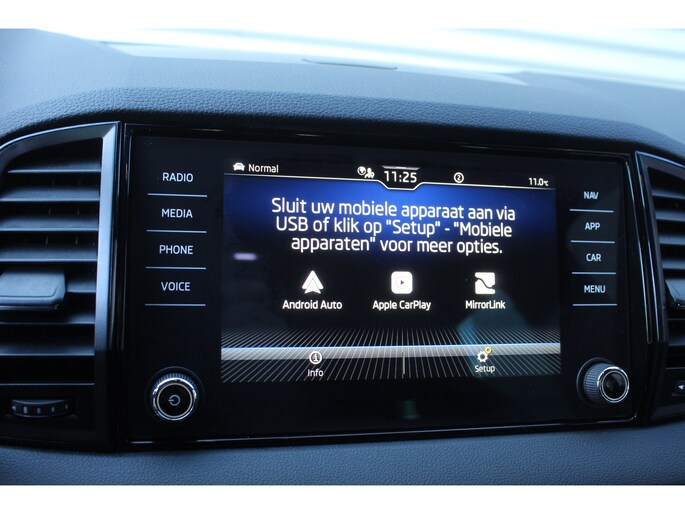 RADIO
MEDIA
PHONE
VOICE
Normal 11:25 2 11.0°C
Sluit uw mobiele apparaat aan via
USB of klik op "Setup" - "Mobiele
apparaten" voor meer opties.
Android Auto Apple CarPlay MirrorLink
Info Setup
NAV
APP
CAR
MENU